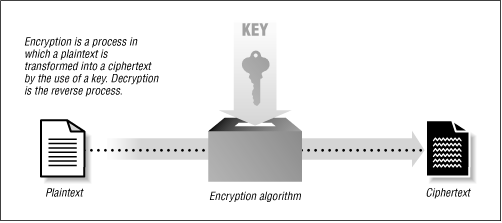 Encryption is a process in
which a plaintext is
transformed into a ciphertext
by the use of a key. Decryption
is the reverse process.
KEY
Plaintext
Encryption algorithm
Ciphertext